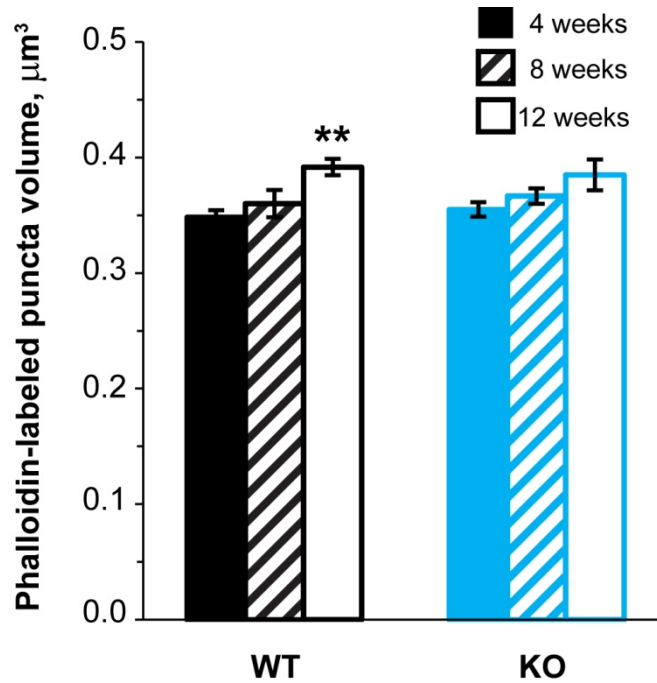 Phalloidin-labeled puncta volume, μm³
0.5
0.4
0.3
0.2
0.1
0.0
4 weeks
8 weeks
12 weeks
**
WT
KO